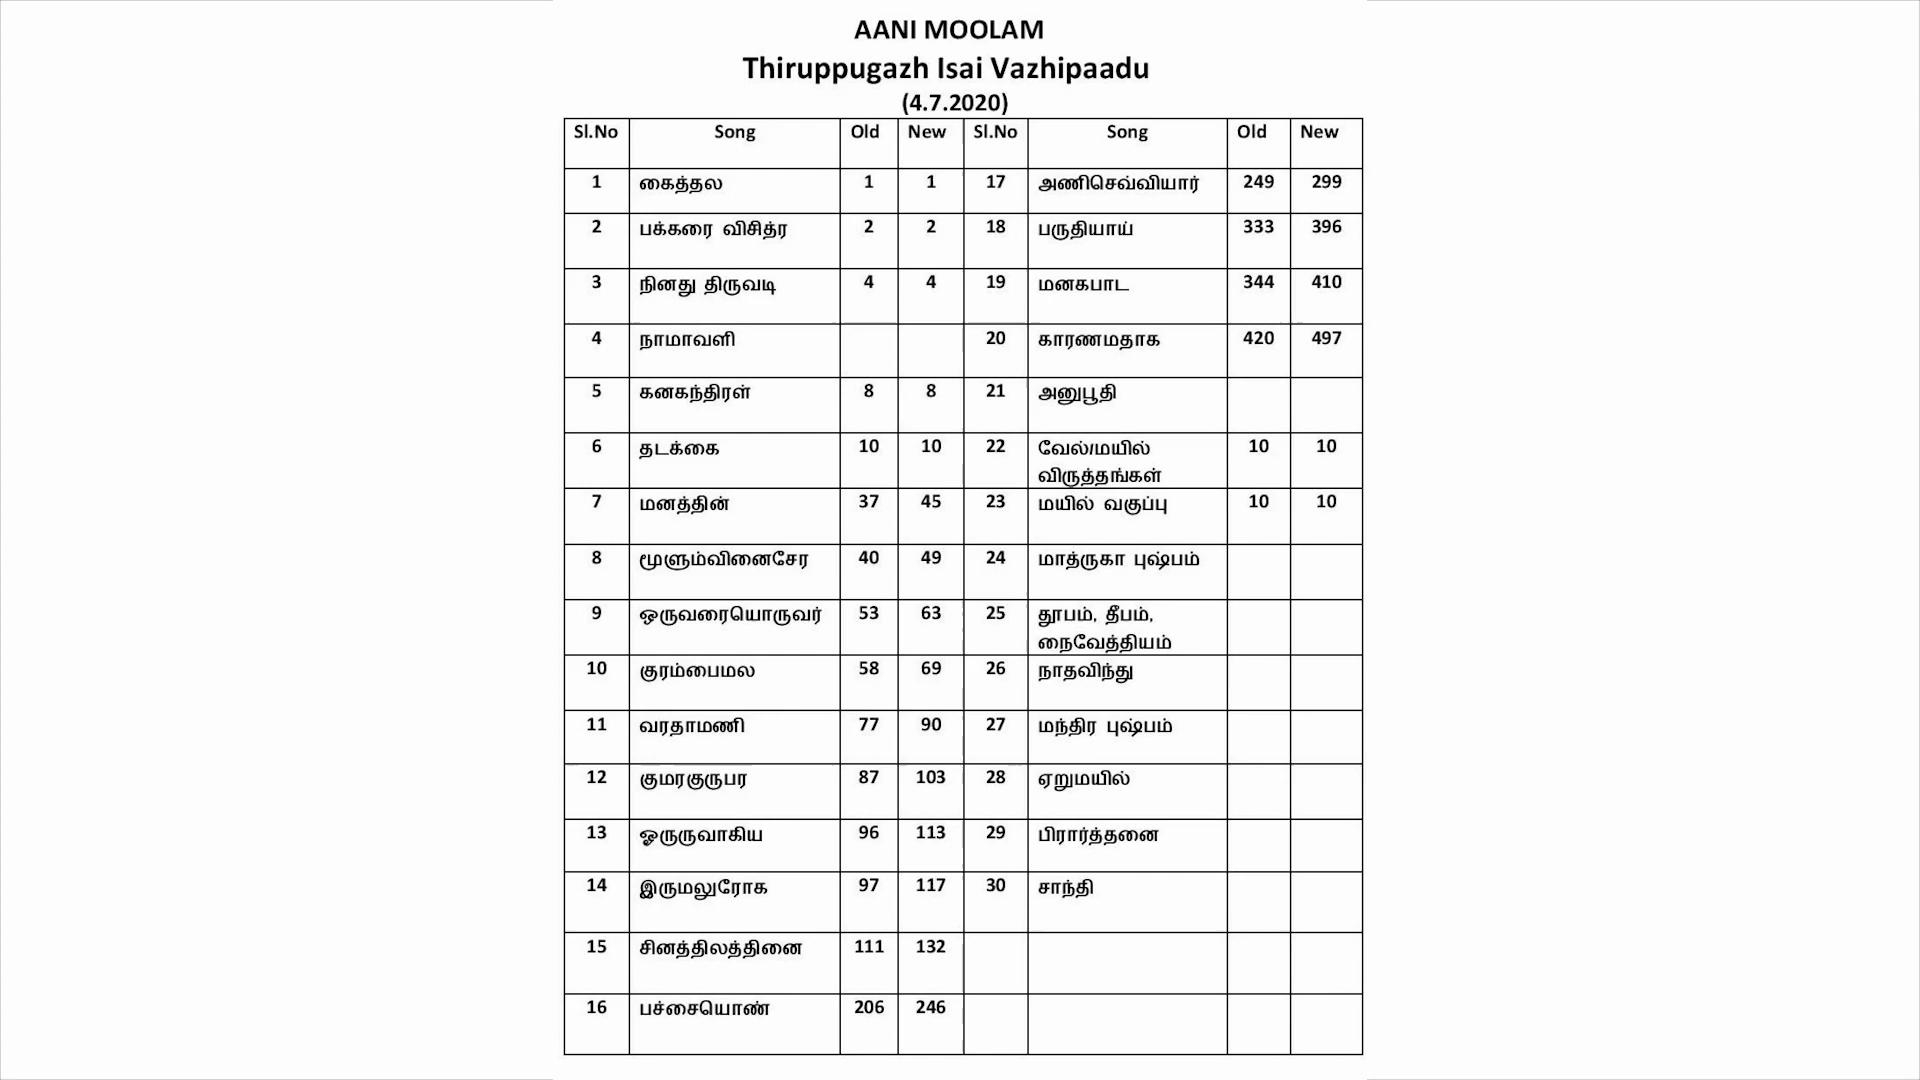 AANI MOOLAM
Thiruppugazh Isai Vazhipaadu
(4.7.2020)
Sl.No Song Old New Sl.No Song Old New
1 கைத்தல 1 1 17 அணிசெவ்வியார் 249 299
2 பக்கரை விசித்ர 2 2 18 பருதியாய் 333 396
3 நினது திருவடி 4 4 19 மனகபாட 344 410
4 நாமாவளி 20 காரணமதாக 420 497
5 கனகந்திரள் 8 8 21 அனுபூதி
6 தடக்கை 10 10 22 வேல்/மயில் 10 10
விருத்தங்கள்
7 மனத்தின் 37 45 23 மயில் வகுப்பு 10 10
8 மூளும்வினைசேர 40 49 24 மாத்ருகா புஷ்பம்
9 ஒருவரையொருவர் 53 63 25 தூபம், தீபம்,
நைவேத்தியம்
10 குரம்பைமல 58 69 26 நாதவிந்து
11 வரதாமணி 77 90 27 மந்திர புஷ்பம்
12 குமரகுருபர 87 103 28 ஏறுமயில்
13 ஓருருவாகிய 96 113 29 பிரார்த்தனை
14 இருமலுரோக 97 117 30 சாந்தி
15 சினத்திலத்தினை 111 132
16 பச்சையொண் 206 246